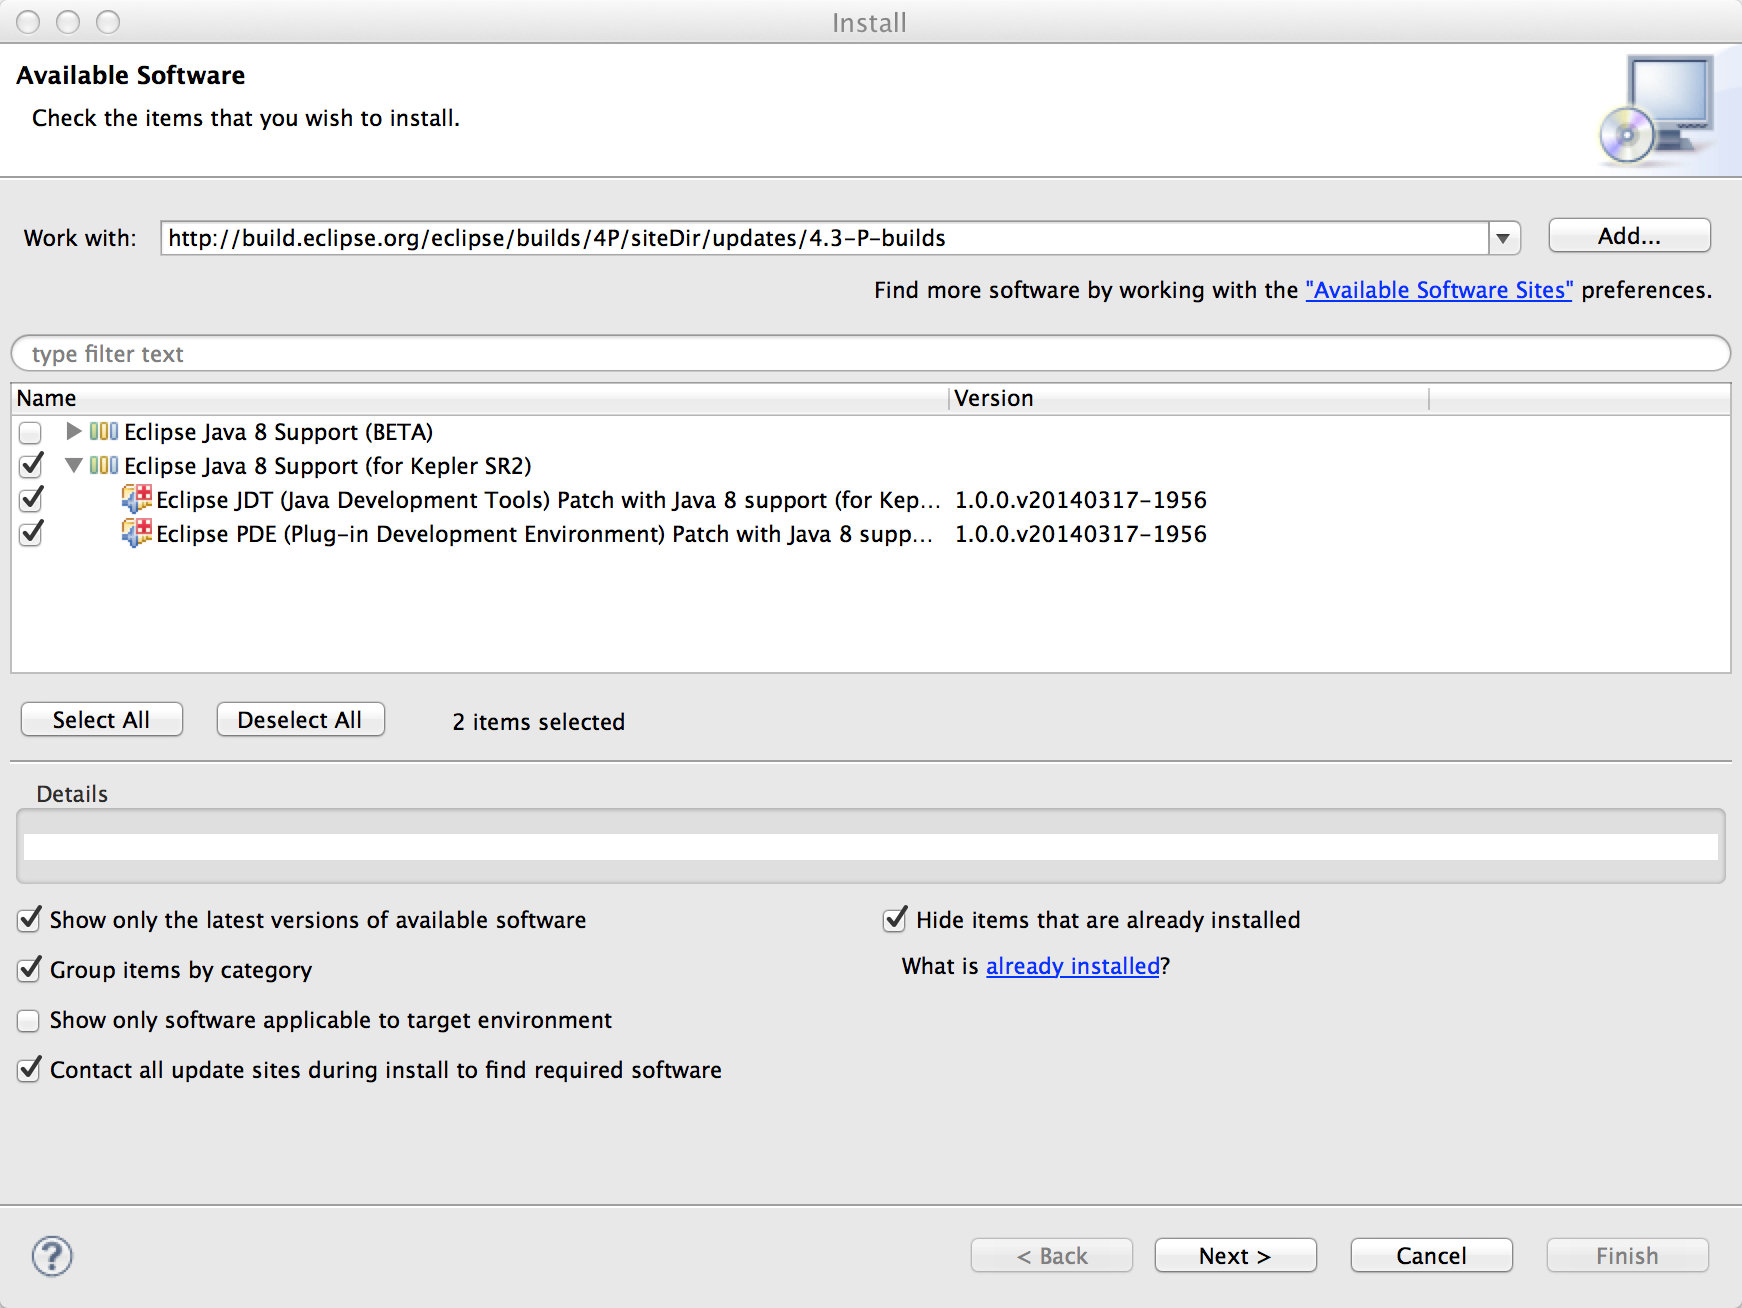 Install
Available Software
Check the items that you wish to install.
Work with: http://build.eclipse.org/eclipse/builds/4P/siteDir/updates/4.3-P-builds Add...
Find more software by working with the "Available Software Sites" preferences.
type filter text
Name Version
Eclipse Java 8 Support (BETA)
Eclipse Java 8 Support (for Kepler SR2)
Eclipse JDT (Java Development Tools) Patch with Java 8 support (for Kep... 1.0.0.v20140317-1956
Eclipse PDE (Plug-in Development Environment) Patch with Java 8 supp... 1.0.0.v20140317-1956
Select All Deselect All 2 items selected
Details
Show only the latest versions of available software Hide items that are already installed
Group items by category What is already installed?
Show only software applicable to target environment
Contact all update sites during install to find required software
? < Back Next > Cancel Finish